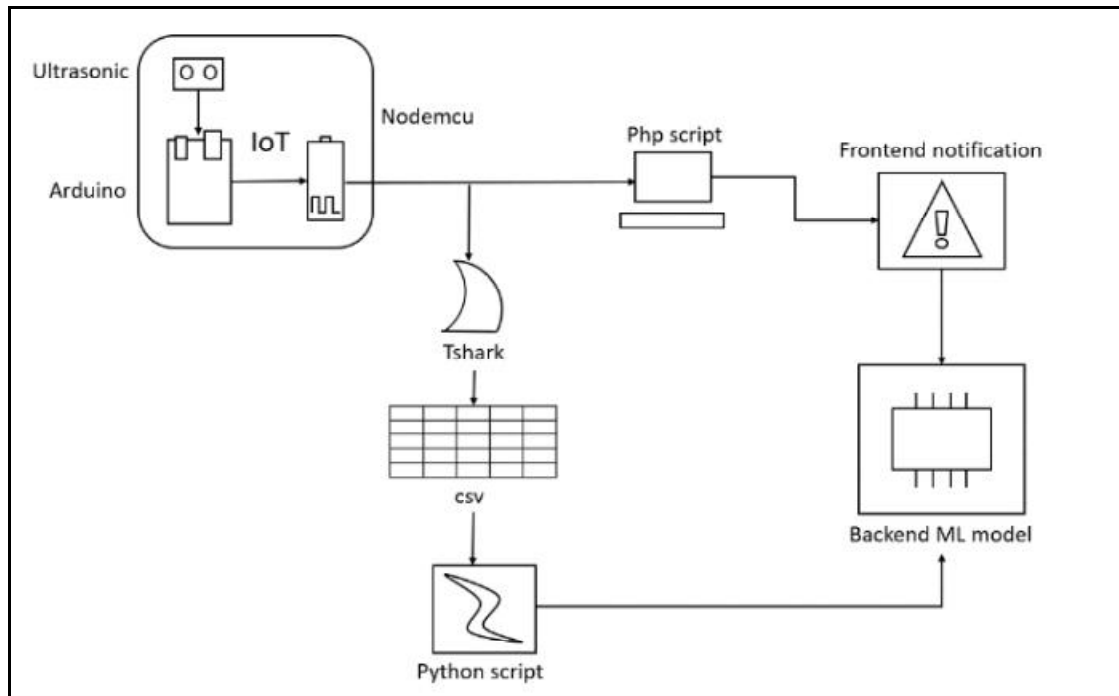 Ultrasonic
IoT
Nodemcu
Arduino
Php script
Frontend notification
Tshark
csv
Backend ML model
Python script